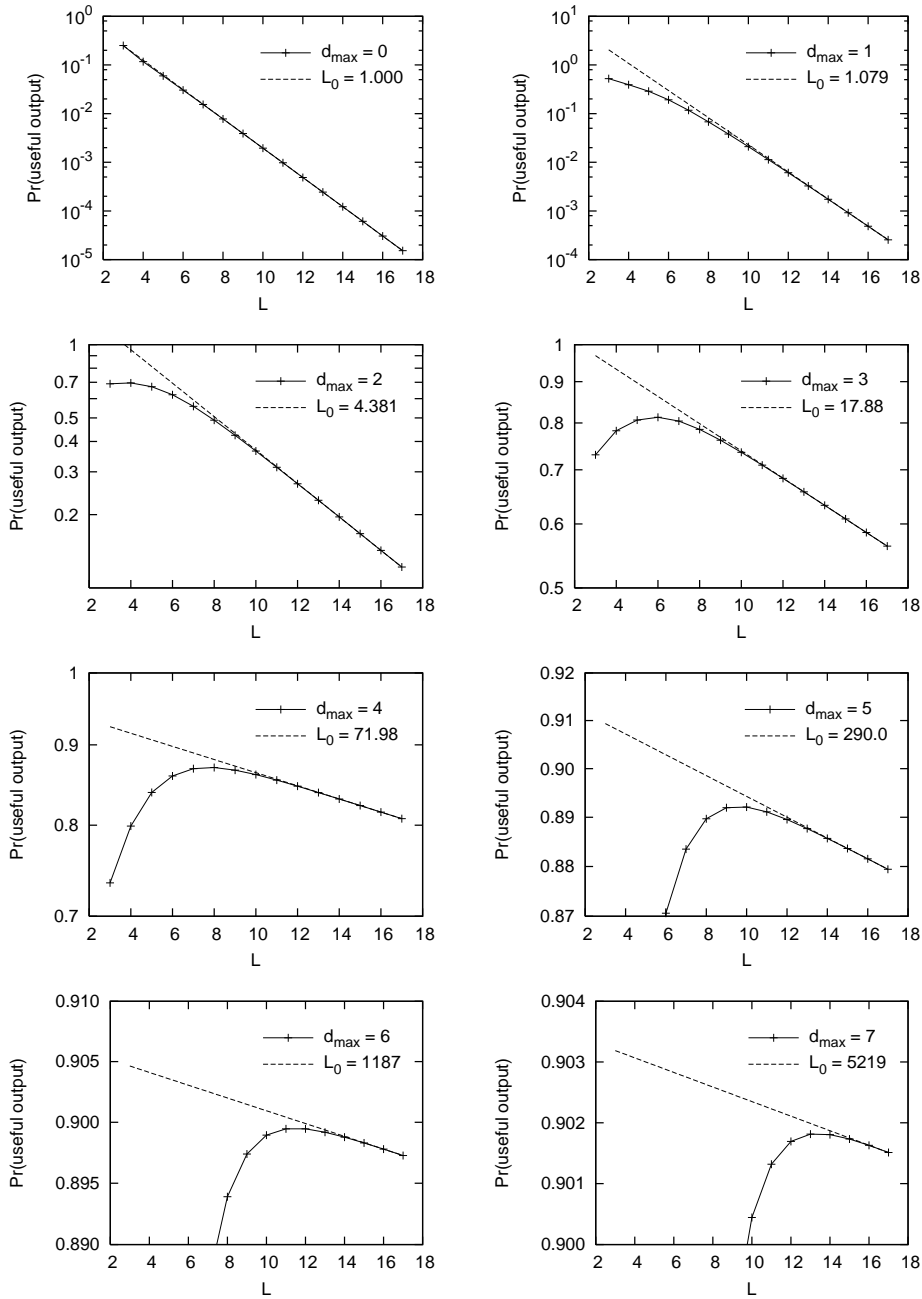 10^0
10^-1
10^-2
10^-3
10^-4
10^-5
2 4 6 8 10 12 14 16 18
Pr(useful output)
L
d_max = 0
L_0 = 1.000
10^1
10^0
10^-1
10^-2
10^-3
10^-4
2 4 6 8 10 12 14 16 18
Pr(useful output)
L
d_max = 1
L_0 = 1.079
1
0.7
0.5
0.4
0.3
0.2
2 4 6 8 10 12 14 16 18
Pr(useful output)
L
d_max = 2
L_0 = 4.381
1
0.9
0.8
0.7
0.6
0.5
2 4 6 8 10 12 14 16 18
Pr(useful output)
L
d_max = 3
L_0 = 17.88
1
0.9
0.8
0.7
2 4 6 8 10 12 14 16 18
Pr(useful output)
L
d_max = 4
L_0 = 71.98
0.92
0.91
0.90
0.89
0.88
0.87
2 4 6 8 10 12 14 16 18
Pr(useful output)
L
d_max = 5
L_0 = 290.0
0.910
0.905
0.900
0.895
0.890
2 4 6 8 10 12 14 16 18
Pr(useful output)
L
d_max = 6
L_0 = 1187
0.904
0.903
0.902
0.901
0.900
2 4 6 8 10 12 14 16 18
Pr(useful output)
L
d_max = 7
L_0 = 5219